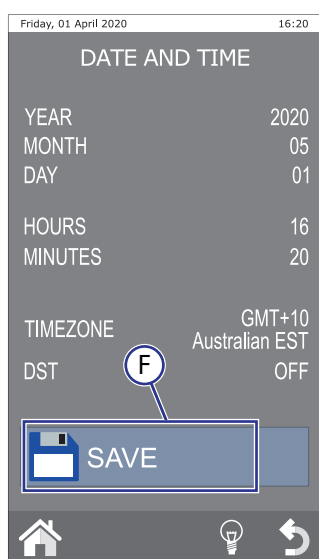 Friday, 01 April 2020 16:20
DATE AND TIME
YEAR 2020
MONTH 05
DAY 01
HOURS 16
MINUTES 20
TIMEZONE GMT+10
Australian EST
DST OFF
F
SAVE